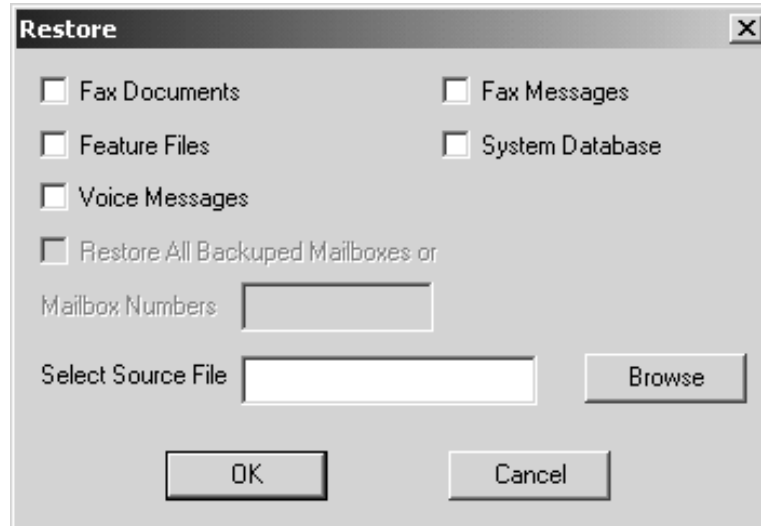 Restore
Fax Documents
Fax Messages
Feature Files
System Database
Voice Messages
Restore All Backuped Mailboxes or
Mailbox Numbers
Select Source File
Browse
OK
Cancel